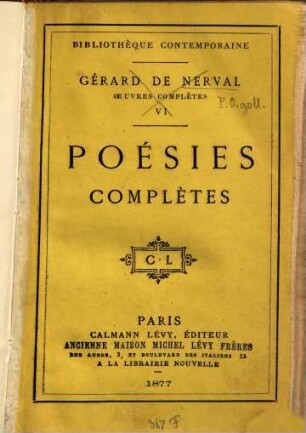 BIBLIOTHÈQUE CONTEMPORAINE
GÉRARD DE NERVAL
ŒUVRES COMPLÈTES
VI
POÉSIES
COMPLÈTES
C·L
PARIS
CALMANN LÉVY, ÉDITEUR
ANCIENNE MAISON MICHEL LÉVY FRÈRES
RUE AUBER, 3, ET BOULEVARD DES ITALIENS 15
A LA LIBRAIRIE NOUVELLE
1877